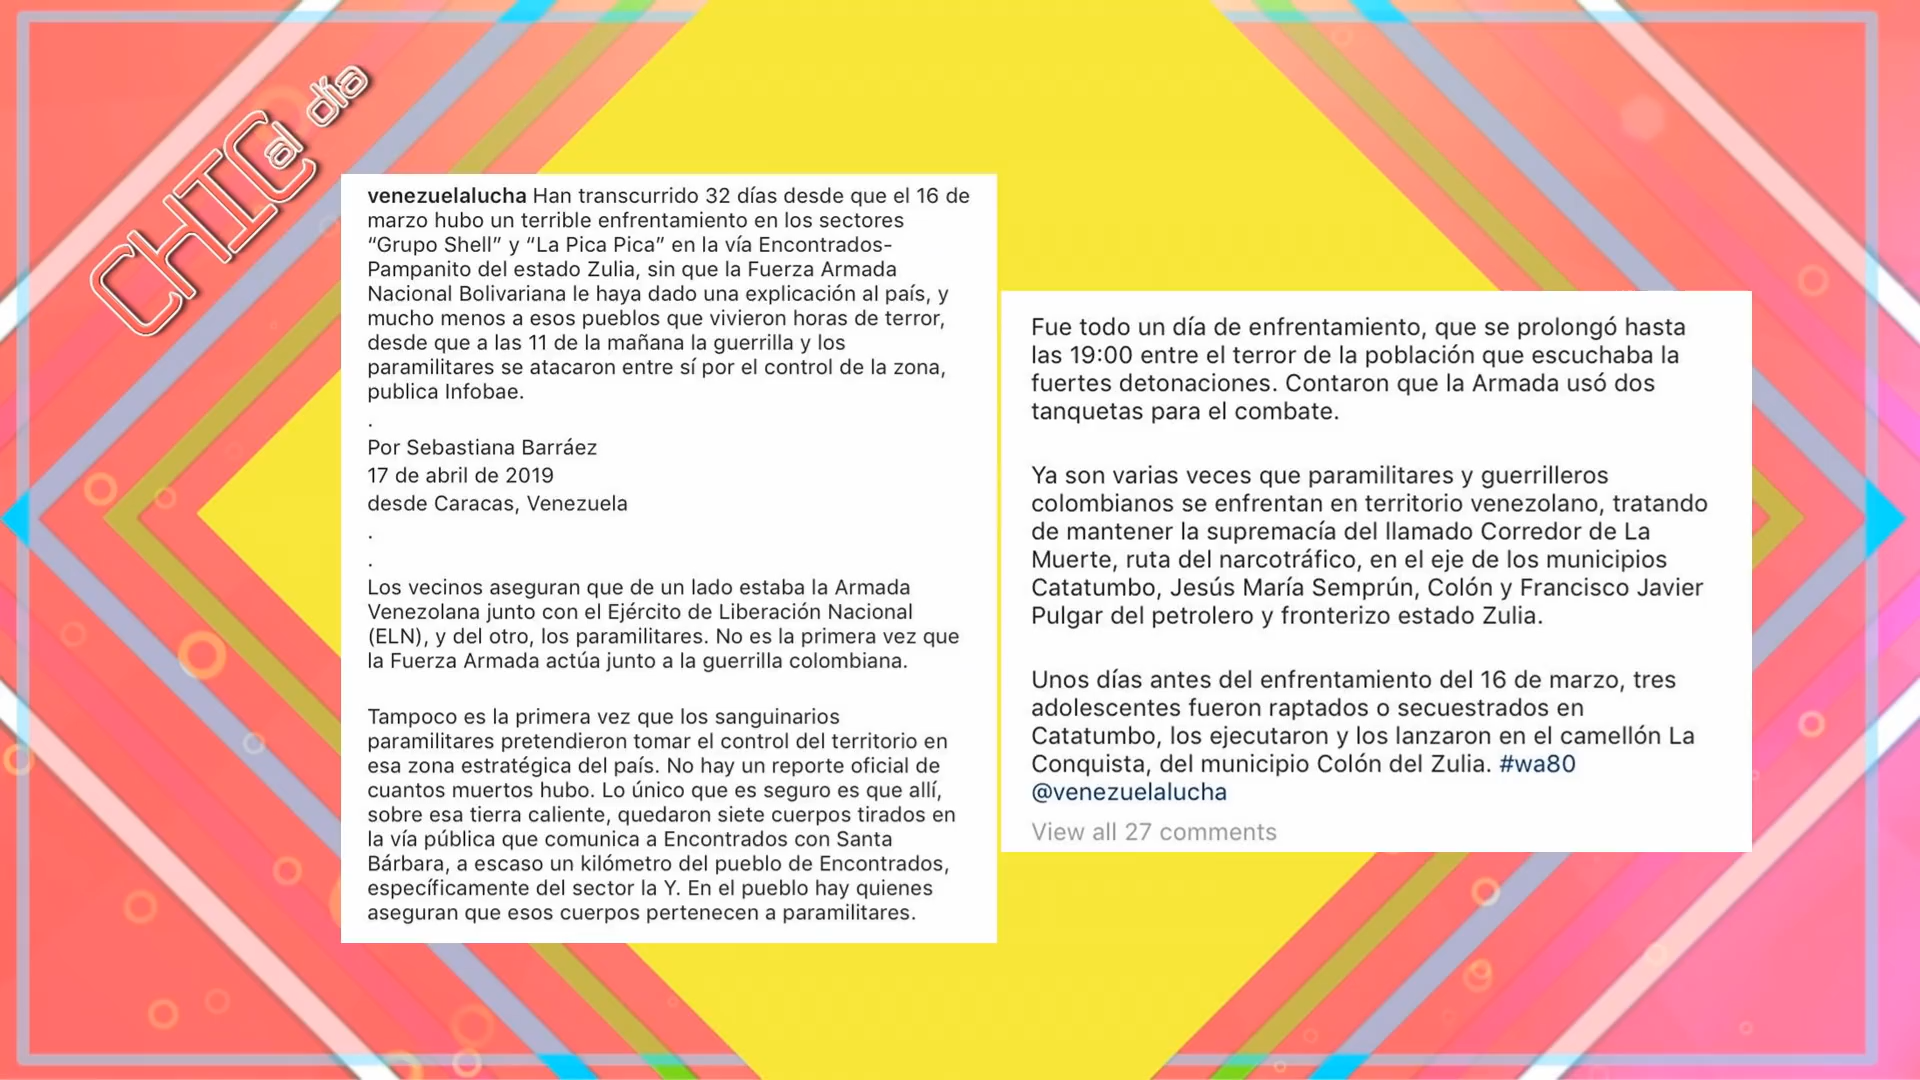 CHIC al día
venezuelalucha Han transcurrido 32 días desde que el 16 de
marzo hubo un terrible enfrentamiento en los sectores
“Grupo Shell” y “La Pica Pica” en la vía Encontrados-
Pampanito del estado Zulia, sin que la Fuerza Armada
Nacional Bolivariana le haya dado una explicación al país, y
mucho menos a esos pueblos que vivieron horas de terror,
desde que a las 11 de la mañana la guerrilla y los
paramilitares se atacaron entre sí por el control de la zona,
publica Infobae.
.
Por Sebastiana Barráez
17 de abril de 2019
desde Caracas, Venezuela
.
.
Los vecinos aseguran que de un lado estaba la Armada
Venezolana junto con el Ejército de Liberación Nacional
(ELN), y del otro, los paramilitares. No es la primera vez que
la Fuerza Armada actúa junto a la guerrilla colombiana.
Tampoco es la primera vez que los sanguinarios
paramilitares pretendieron tomar el control del territorio en
esa zona estratégica del país. No hay un reporte oficial de
cuantos muertos hubo. Lo único que es seguro es que allí,
sobre esa tierra caliente, quedaron siete cuerpos tirados en
la vía pública que comunica a Encontrados con Santa
Bárbara, a escaso un kilómetro del pueblo de Encontrados,
específicamente del sector la Y. En el pueblo hay quienes
aseguran que esos cuerpos pertenecen a paramilitares.
Fue todo un día de enfrentamiento, que se prolongó hasta
las 19:00 entre el terror de la población que escuchaba la
fuertes detonaciones. Contaron que la Armada usó dos
tanquetas para el combate.
Ya son varias veces que paramilitares y guerrilleros
colombianos se enfrentan en territorio venezolano, tratando
de mantener la supremacía del llamado Corredor de La
Muerte, ruta del narcotráfico, en el eje de los municipios
Catatumbo, Jesús María Semprún, Colón y Francisco Javier
Pulgar del petrolero y fronterizo estado Zulia.
Unos días antes del enfrentamiento del 16 de marzo, tres
adolescentes fueron raptados o secuestrados en
Catatumbo, los ejecutaron y los lanzaron en el camellón La
Conquista, del municipio Colón del Zulia. #wa80
@venezuelalucha
View all 27 comments